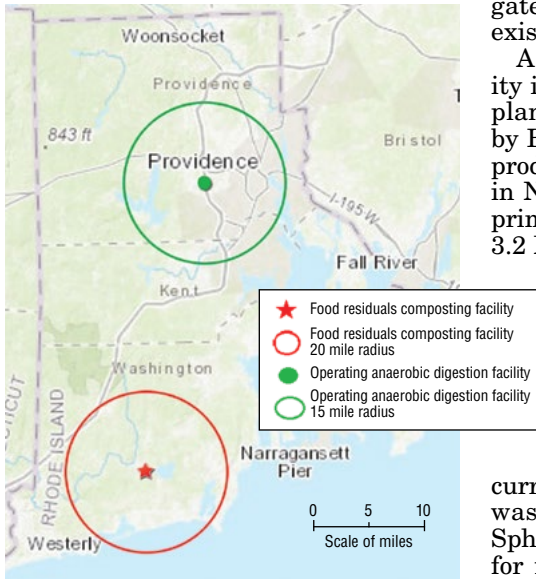 Woonsocket
Providence
843 ft
Providence
Bristol
I-195 W
Fall River
Kent
Washington
RHODE ISLAND
Narragansett
Pier
Westerly
Food residuals composting facility
Food residuals composting facility
20 mile radius
Operating anaerobic digestion facility
Operating anaerobic digestion facility
15 mile radius
0 5 10
Scale of miles
gate
exis
A
ity i
plan
by E
prod
in N
prin
3.2
curr
was
Sph
for